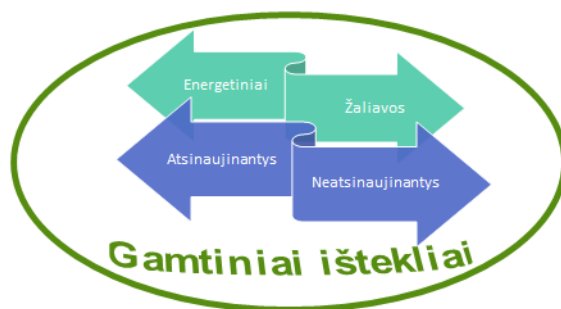 Energetiniai
Žaliavos
Atsinaujinantys
Neatsinaujinantys
Gamtiniai ištekliai